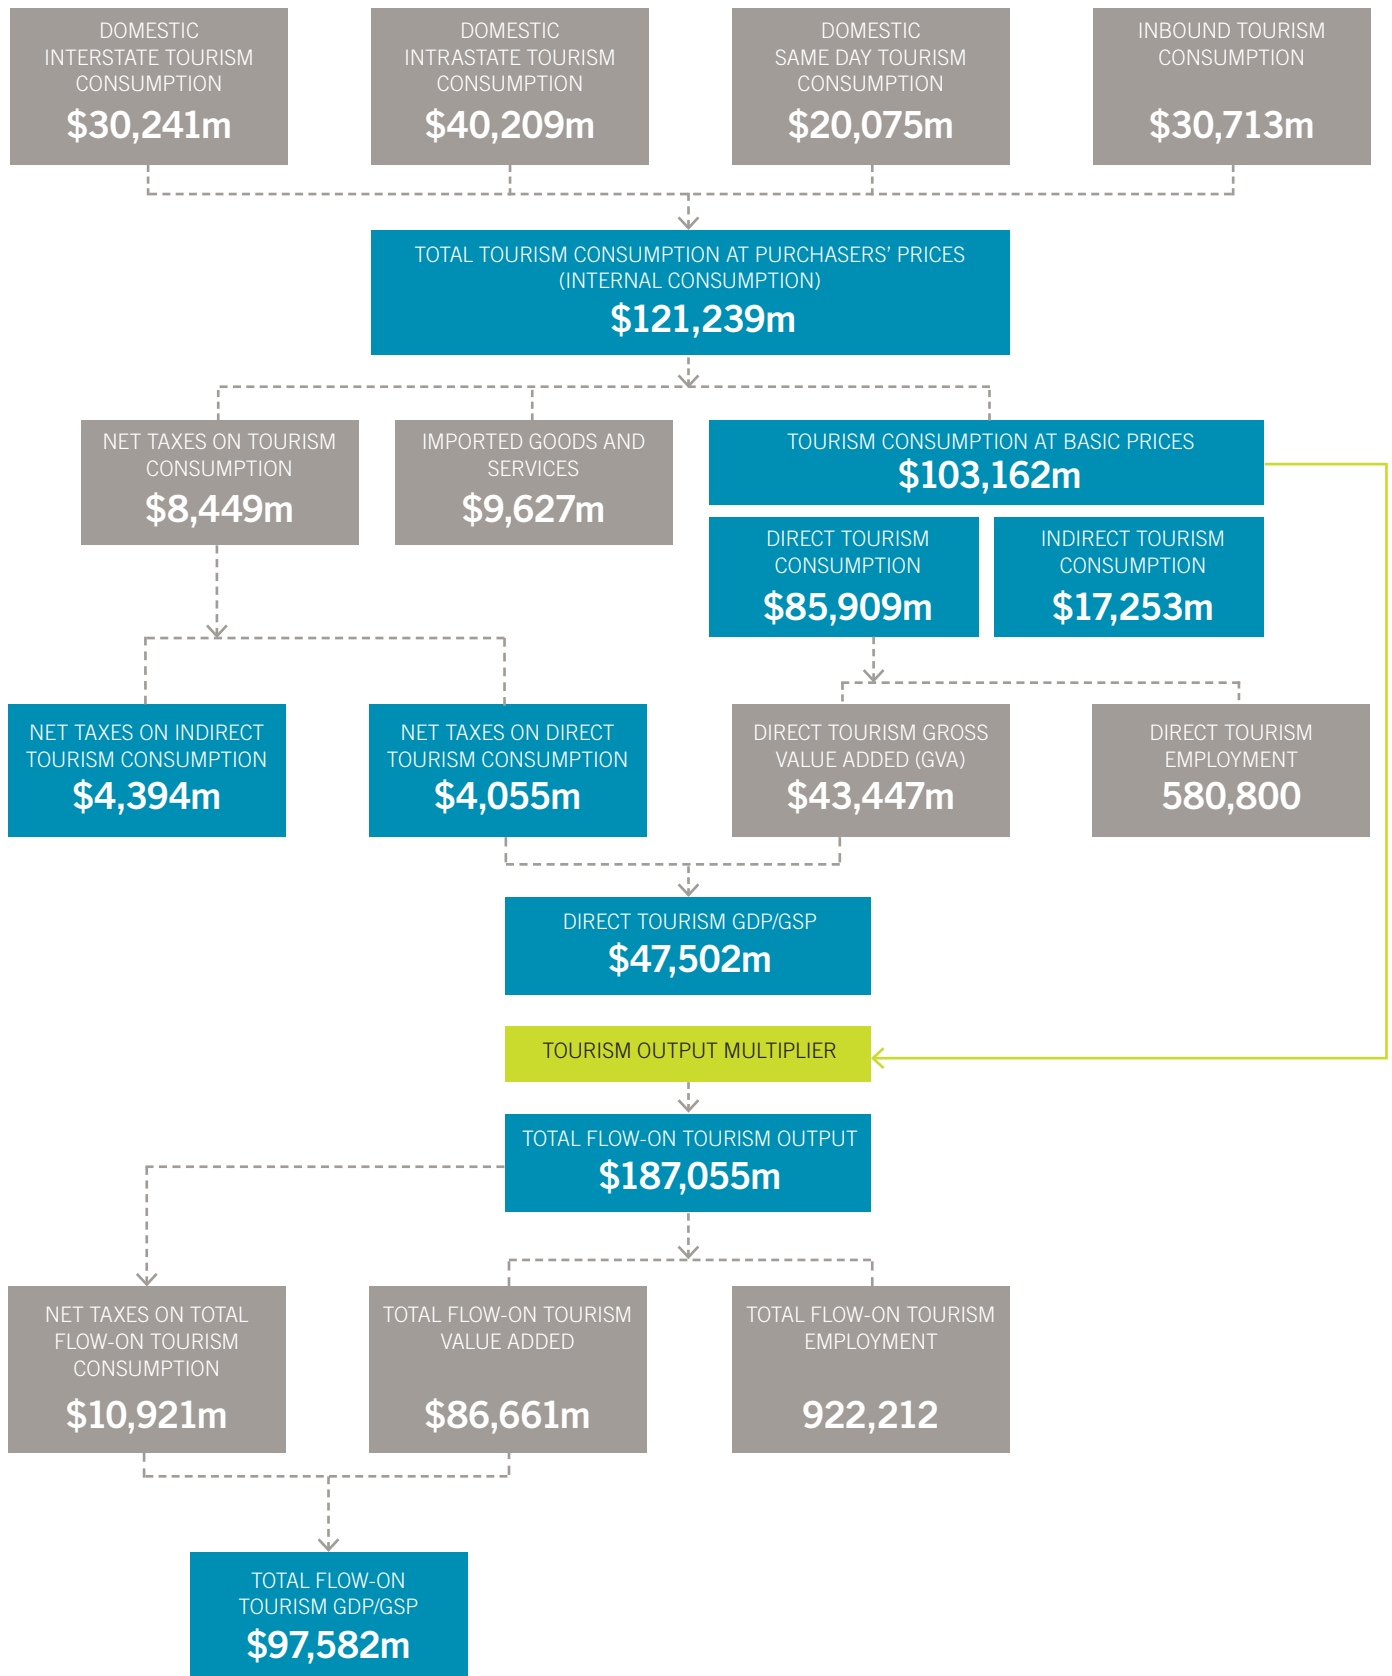 DOMESTIC
INTERSTATE TOURISM
CONSUMPTION
$30,241m
DOMESTIC
INTRASTATE TOURISM
CONSUMPTION
$40,209m
DOMESTIC
SAME DAY TOURISM
CONSUMPTION
$20,075m
INBOUND TOURISM
CONSUMPTION
$30,713m
TOTAL TOURISM CONSUMPTION AT PURCHASERS’ PRICES
(INTERNAL CONSUMPTION)
$121,239m
NET TAXES ON TOURISM
CONSUMPTION
$8,449m
IMPORTED GOODS AND
SERVICES
$9,627m
TOURISM CONSUMPTION AT BASIC PRICES
$103,162m
DIRECT TOURISM
CONSUMPTION
$85,909m
INDIRECT TOURISM
CONSUMPTION
$17,253m
NET TAXES ON INDIRECT
TOURISM CONSUMPTION
$4,394m
NET TAXES ON DIRECT
TOURISM CONSUMPTION
$4,055m
DIRECT TOURISM GROSS
VALUE ADDED (GVA)
$43,447m
DIRECT TOURISM
EMPLOYMENT
580,800
DIRECT TOURISM GDP/GSP
$47,502m
TOURISM OUTPUT MULTIPLIER
TOTAL FLOW-ON TOURISM OUTPUT
$187,055m
NET TAXES ON TOTAL
FLOW-ON TOURISM
CONSUMPTION
$10,921m
TOTAL FLOW-ON TOURISM
VALUE ADDED
$86,661m
TOTAL FLOW-ON TOURISM
EMPLOYMENT
922,212
TOTAL FLOW-ON
TOURISM GDP/GSP
$97,582m